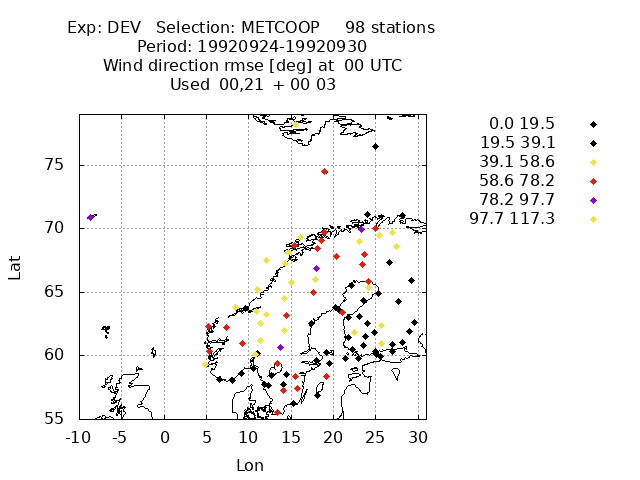 Exp: DEV   Selection: METCOOP     98 stations
Period: 19920924-19920930
Wind direction rmse [deg] at  00 UTC
Used  00,21  + 00 03
0.0 19.5
19.5 39.1
39.1 58.6
58.6 78.2
78.2 97.7
97.7 117.3
75
70
65
60
55
Lat
-10 -5 0 5 10 15 20 25 30
Lon